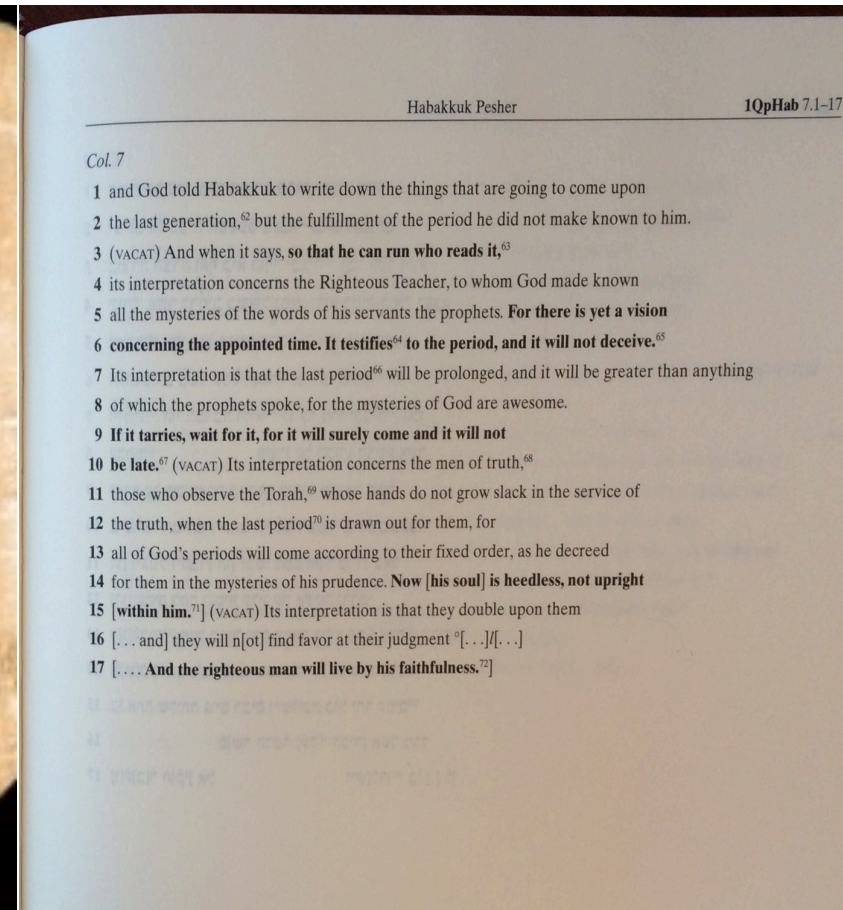 Habakkuk Pesher 1QpHab 7.1–17
Col. 7
1 and God told Habakkuk to write down the things that are going to come upon
2 the last generation,⁶² but the fulfillment of the period he did not make known to him.
3 (VACAT) And when it says, so that he can run who reads it,⁶³
4 its interpretation concerns the Righteous Teacher, to whom God made known
5 all the mysteries of the words of his servants the prophets. For there is yet a vision
6 concerning the appointed time. It testifies⁶⁴ to the period, and it will not deceive.⁶⁵
7 Its interpretation is that the last period⁶⁶ will be prolonged, and it will be greater than anything
8 of which the prophets spoke, for the mysteries of God are awesome.
9 If it tarries, wait for it, for it will surely come and it will not
10 be late.⁶⁷ (VACAT) Its interpretation concerns the men of truth,⁶⁸
11 those who observe the Torah,⁶⁹ whose hands do not grow slack in the service of
12 the truth, when the last period⁷⁰ is drawn out for them, for
13 all of God's periods will come according to their fixed order, as he decreed
14 for them in the mysteries of his prudence. Now [his soul] is heedless, not upright
15 [within him.⁷¹] (VACAT) Its interpretation is that they double upon them
16 [. . . and] they will n[ot] find favor at their judgment °[. . .]/[. . .]
17 [. . . . And the righteous man will live by his faithfulness.⁷²]